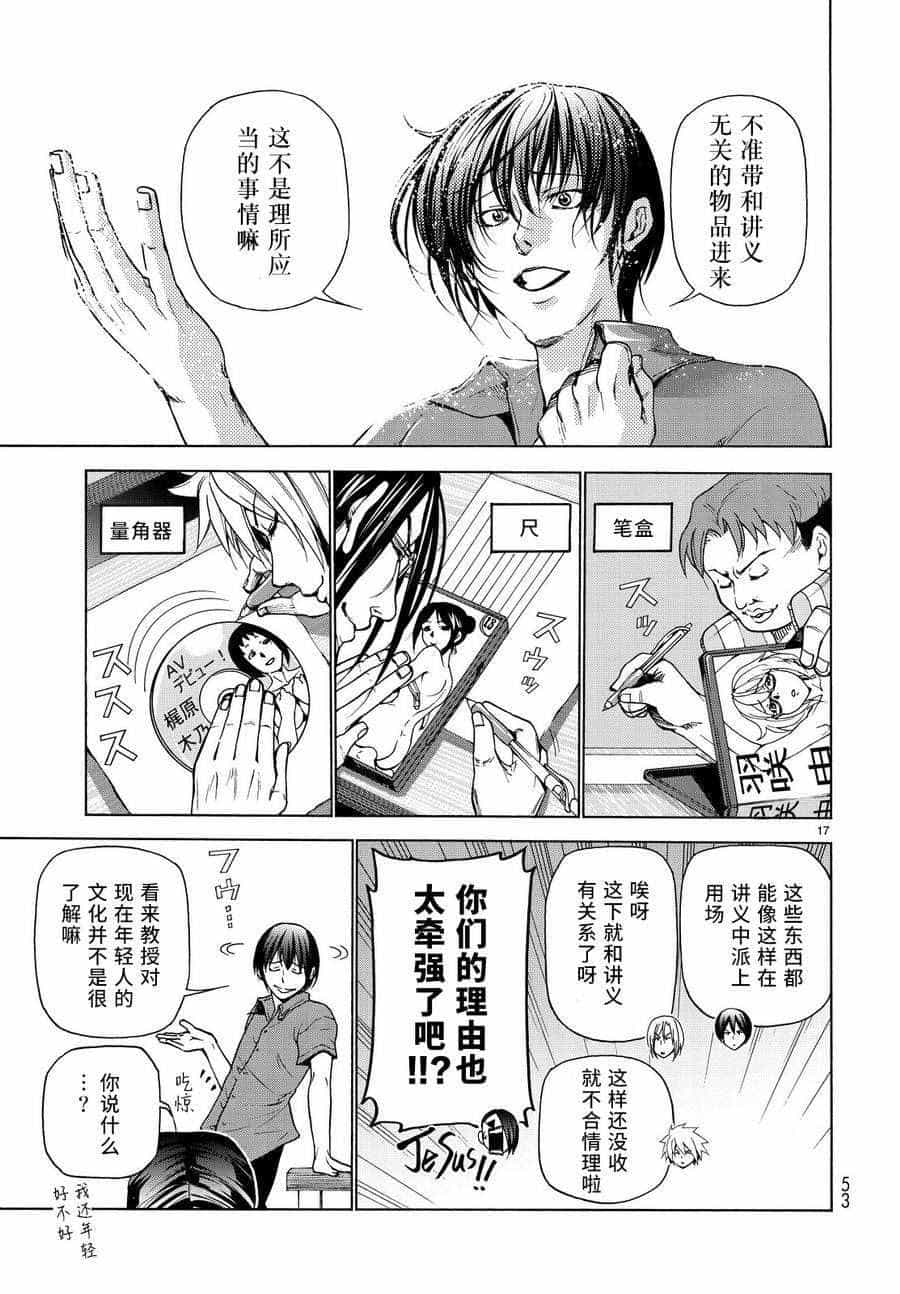 不准带和讲义
无关的物品进来
这不是理所应
当的事情嘛
笔盒
スウッ
羽咲
由
尺
スウッ
18
量角器
ススス
スス
AV
デビュー！
梶原
木乃
17
这些东西都
能像这样在
讲义中派上
用场
唉呀
这下就和讲义
有关系了呀
这样还没收
就不合情理
啦
你们的理由也
太牵强了吧
!!?
JESUS!!
フゥ…
看来教授对
现在年轻人的
文化并不是很
了解嘛
吃惊
你说什么
…？
我还年轻
好不好
53